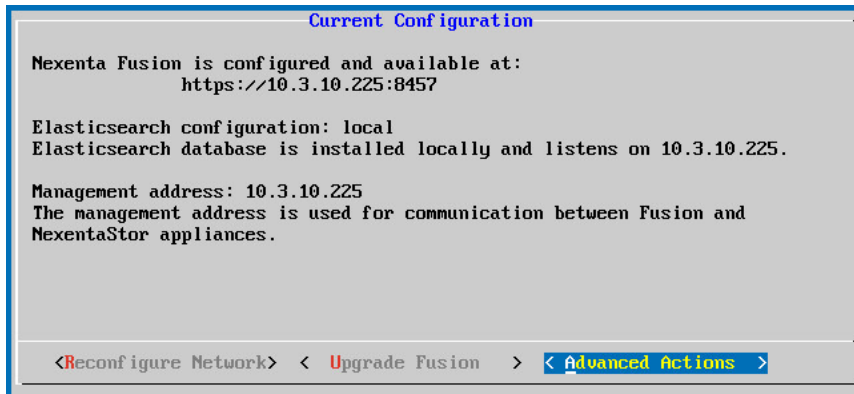 Current Configuration
Nexenta Fusion is configured and available at:
https://10.3.10.225:8457
Elasticsearch configuration: local
Elasticsearch database is installed locally and listens on 10.3.10.225.
Management address: 10.3.10.225
The management address is used for communication between Fusion and
NexentaStor appliances.
<Reconfigure Network> < Upgrade Fusion > < Advanced Actions >